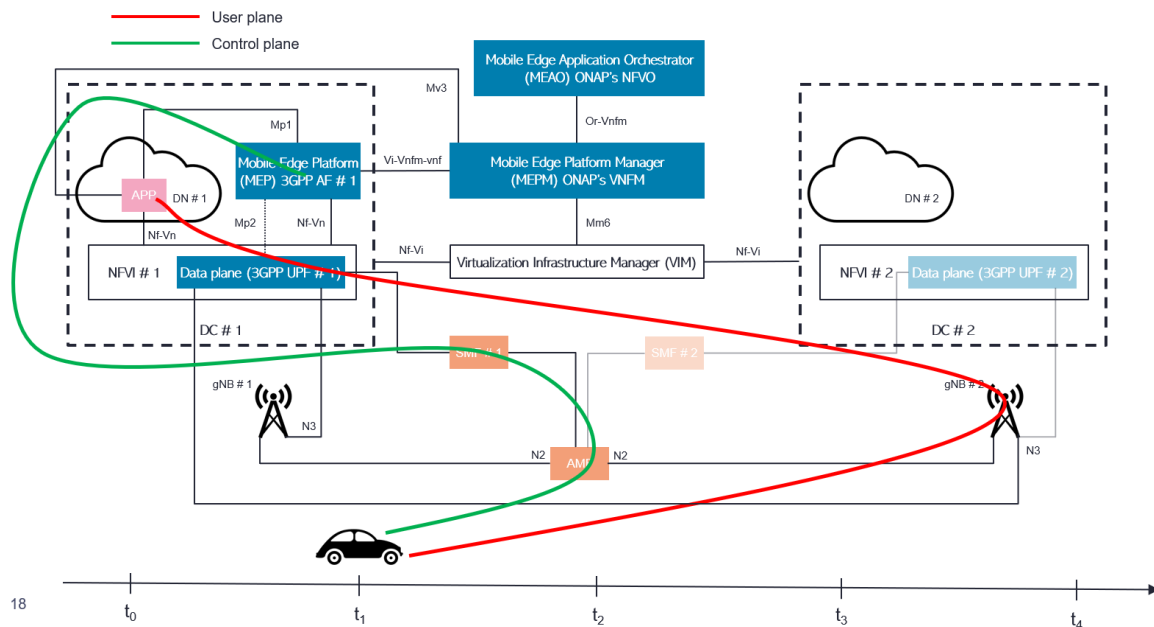 User plane
Control plane
Mobile Edge Application Orchestrator
(MEAO) ONAP's NFVO
Mv3
Or-Vnfm
Mp1
Mobile Edge Platform
(MEP) 3GPP AF # 1
Vi-Vnfm-vnf
Mobile Edge Platform Manager
(MEPM) ONAP's VNFM
APP
DN # 1
DN # 2
Nf-Vn
Mp2
Nf-Vn
Mm6
NFVI # 1
Data plane (3GPP UPF # 1)
Nf-Vi
Virtualization Infrastructure Manager (VIM)
Nf-Vi
NFVI # 2
Data plane (3GPP UPF # 2)
DC # 1
DC # 2
SMF # 1
SMF # 2
gNB # 1
gNB # 2
N3
N3
N2
AMF
N2
18
t0
t1
t2
t3
t4